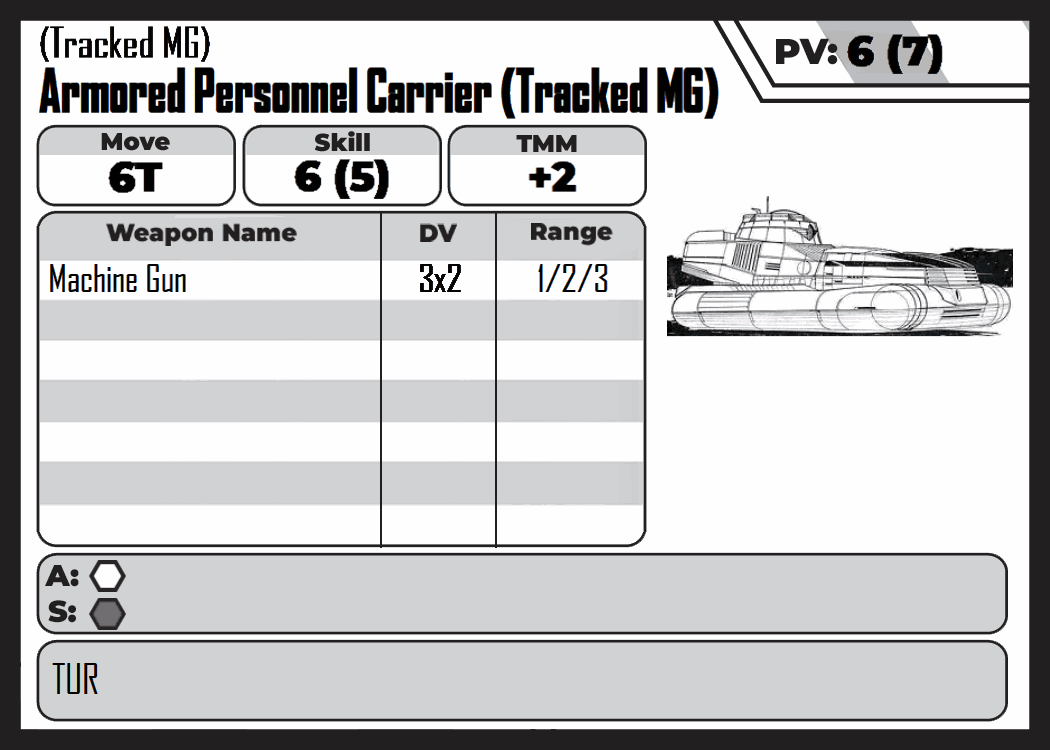 (Tracked MG)
PV: 6 (7)
Armored Personnel Carrier (Tracked MG)
Move Skill TMM
6T 6 (5) +2
Weapon Name DV Range
Machine Gun 3x2 1/2/3
A:
S:
TUR